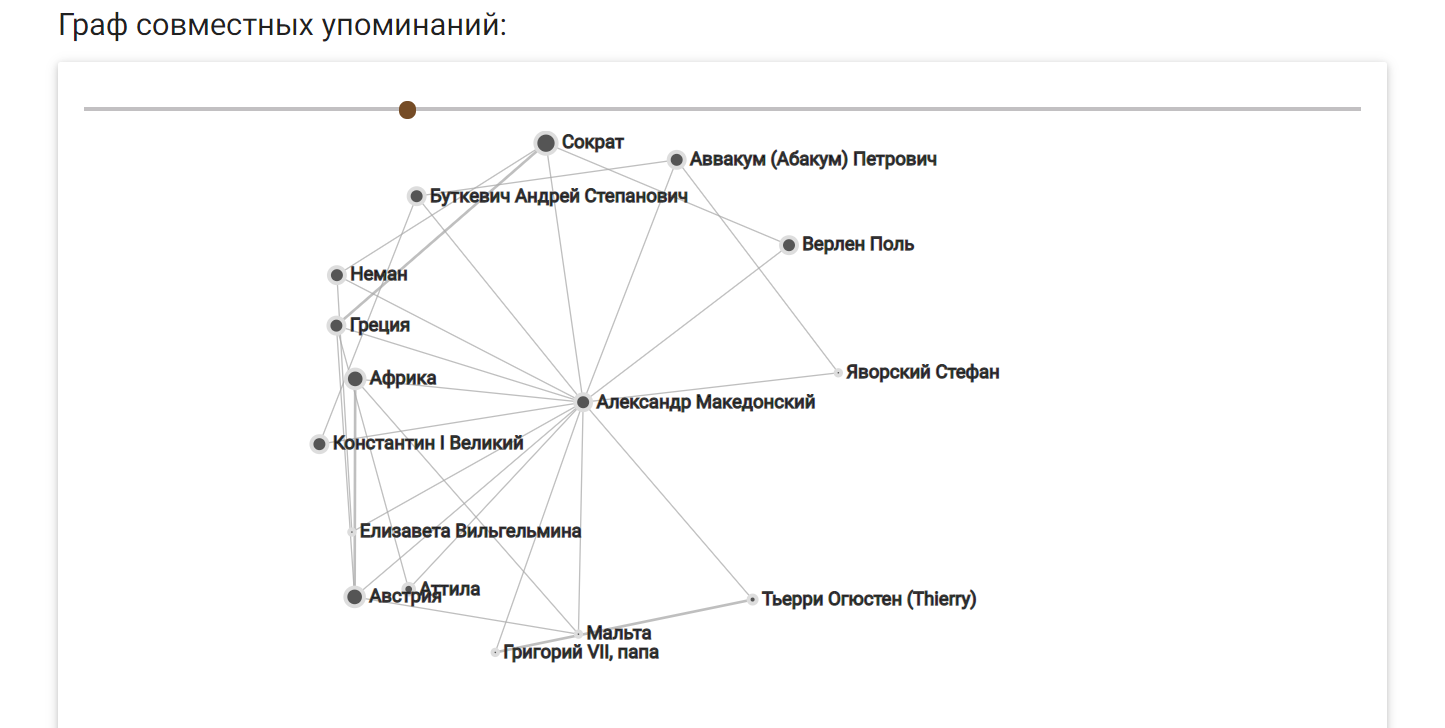 Граф совместных упоминаний:
Сократ
Аввакум (Абакум) Петрович
Буткевич Андрей Степанович
Верлен Поль
Неман
Греция
Яворский Стефан
Африка
Александр Македонский
Константин I Великий
Елизавета Вильгельмина
Аттила
Австрия
Тьерри Огюстен (Thierry)
Мальта
Григорий VII, папа